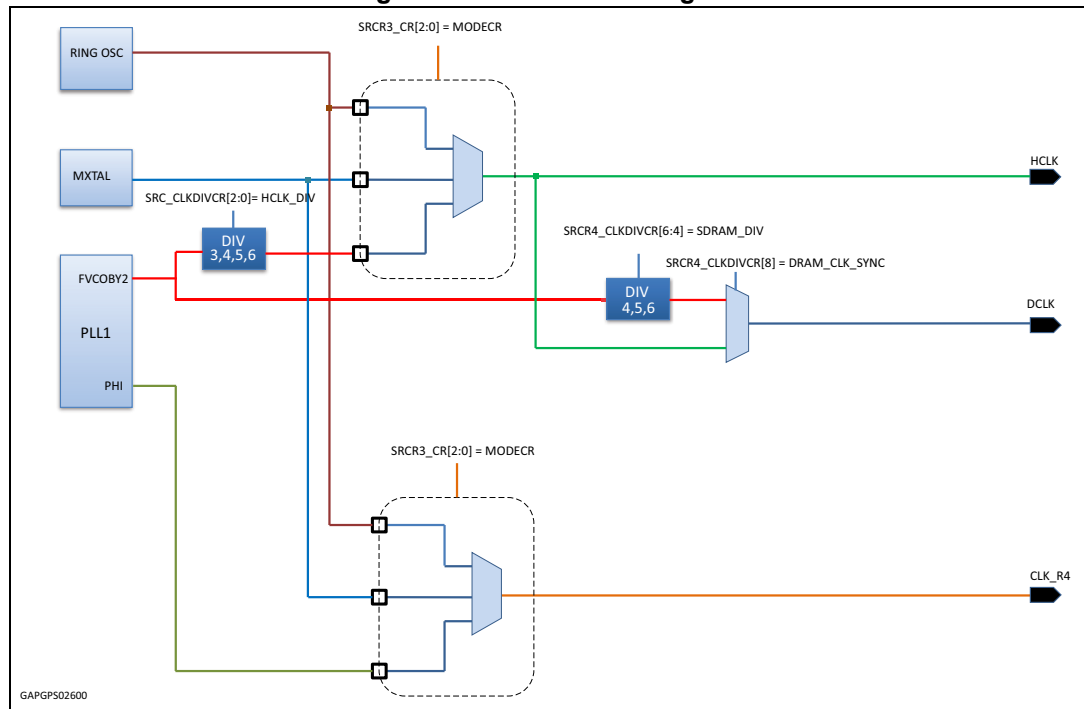 SRCR3_CR[2:0] = MODECR
RING OSC
MXTAL
HCLK
SRC_CLKDIVCR[2:0]= HCLK_DIV
DIV
3,4,5,6
SRCR4_CLKDIVCR[6:4] = SDRAM_DIV
SRCR4_CLKDIVCR[8] = DRAM_CLK_SYNC
FVCOBY2
DIV
4,5,6
DCLK
PLL1
PHI
SRCR3_CR[2:0] = MODECR
CLK_R4
GAPGPS02600